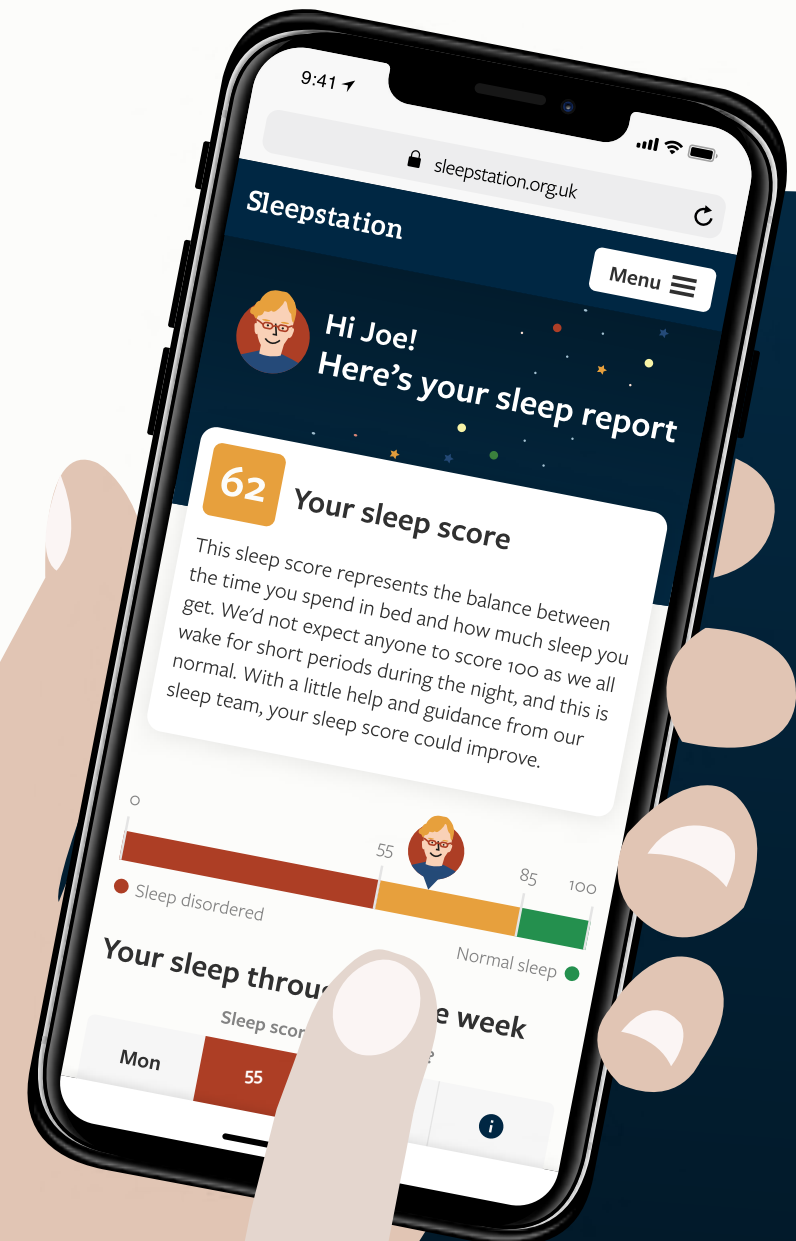 9:41
sleepstation.org.uk
Sleepstation
Menu
Hi Joe!
Here's your sleep report
62
Your sleep score
This sleep score represents the balance between
the time you spend in bed and how much sleep you
get. We'd not expect anyone to score 100 as we all
wake for short periods during the night, and this is
normal. With a little help and guidance from our
sleep team, your sleep score could improve.
0
55
85
100
Sleep disordered
Normal sleep
Your sleep week
Sleep
?
Mon
55
i